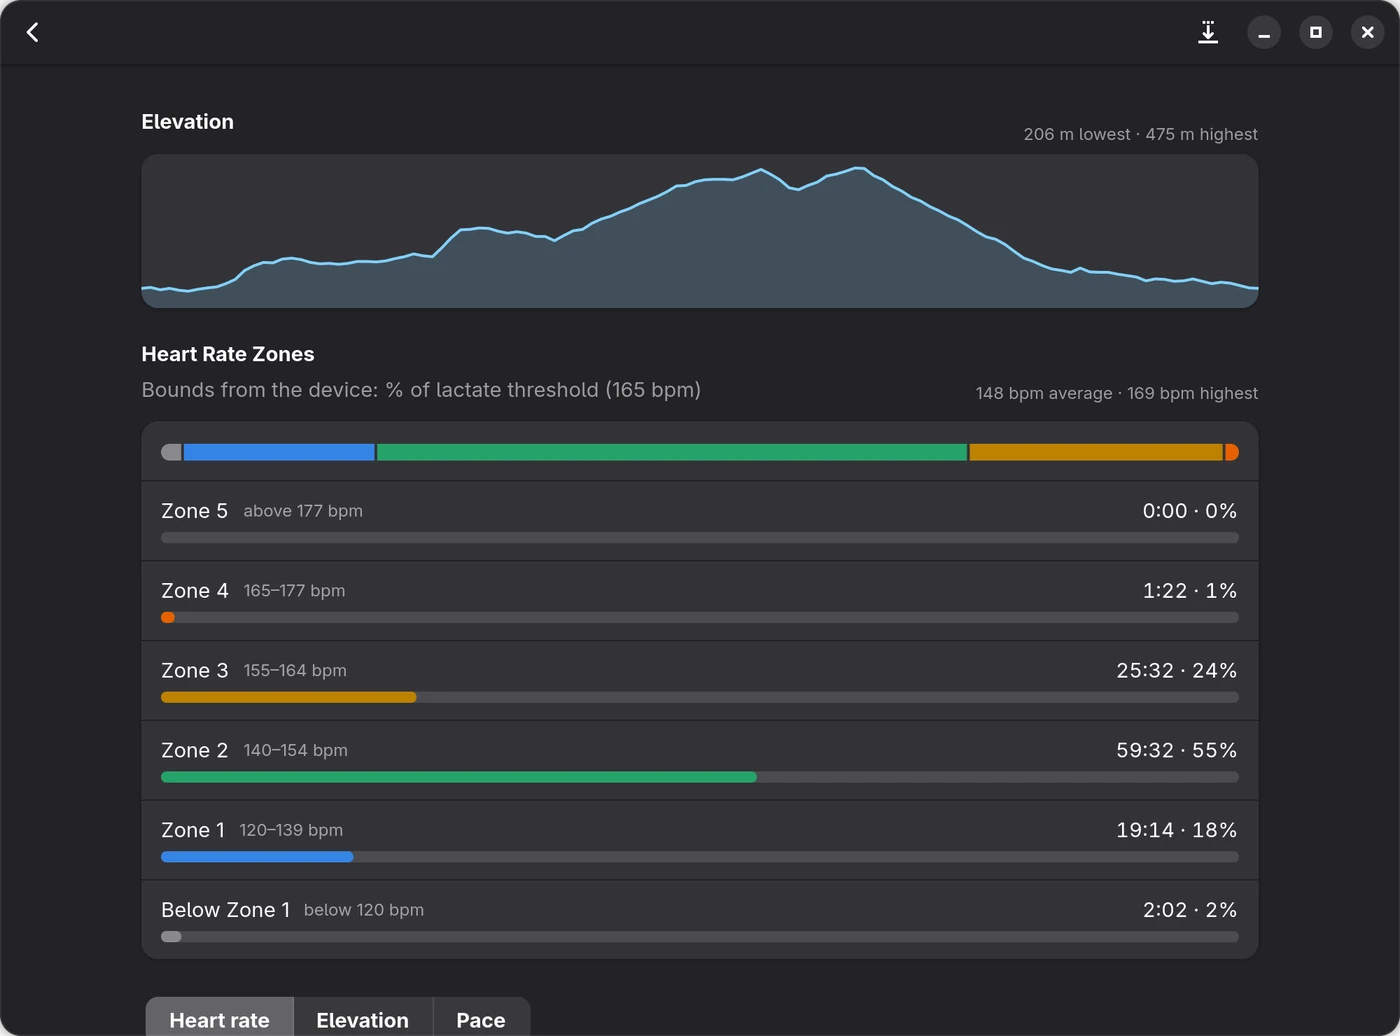 Elevation
206 m lowest · 475 m highest
Heart Rate Zones
Bounds from the device: % of lactate threshold (165 bpm)
148 bpm average · 169 bpm highest
Zone 5 above 177 bpm 0:00 · 0%
Zone 4 165–177 bpm 1:22 · 1%
Zone 3 155–164 bpm 25:32 · 24%
Zone 2 140–154 bpm 59:32 · 55%
Zone 1 120–139 bpm 19:14 · 18%
Below Zone 1 below 120 bpm 2:02 · 2%
Heart rate Elevation Pace